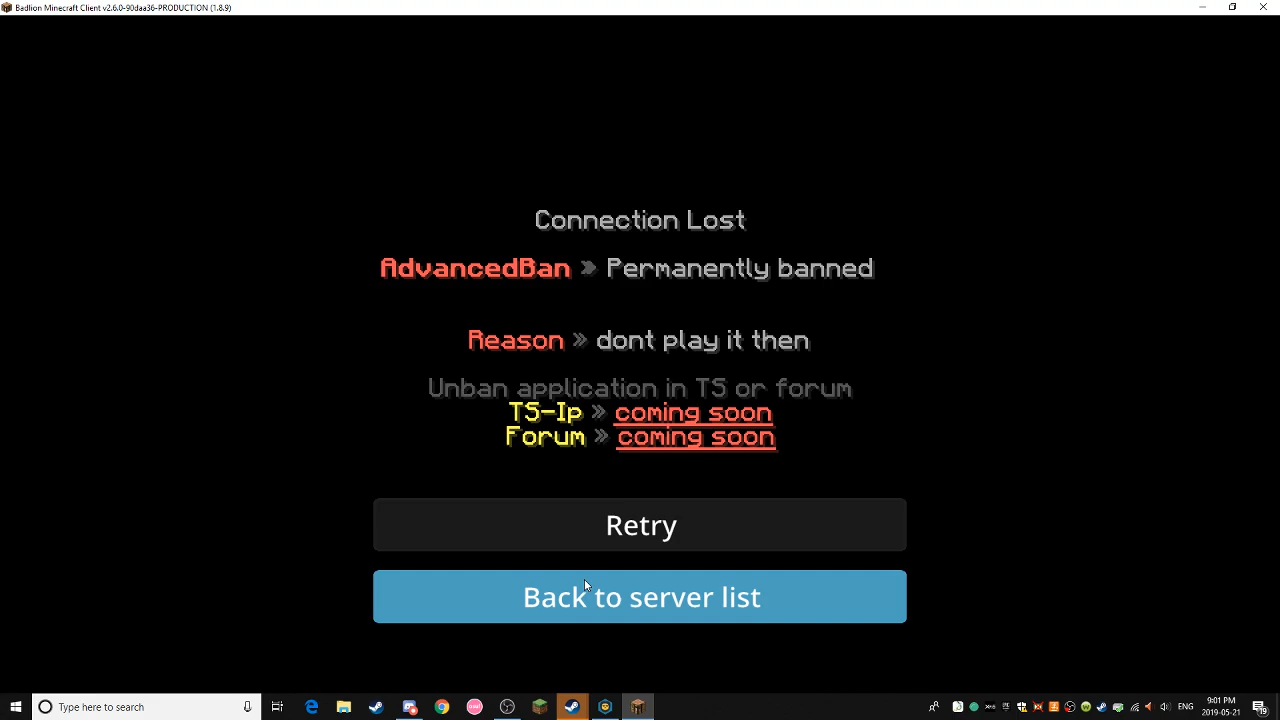 Badlion Minecraft Client v2.6.0-90daa36-PRODUCTION (1.8.9)
Connection Lost
AdvancedBan » Permanently banned
Reason » dont play it then
Unban application in TS or forum
TS-Ip » coming soon
Forum » coming soon
Retry
Back to server list
Type here to search
ENG
9:01 PM
2019-05-21